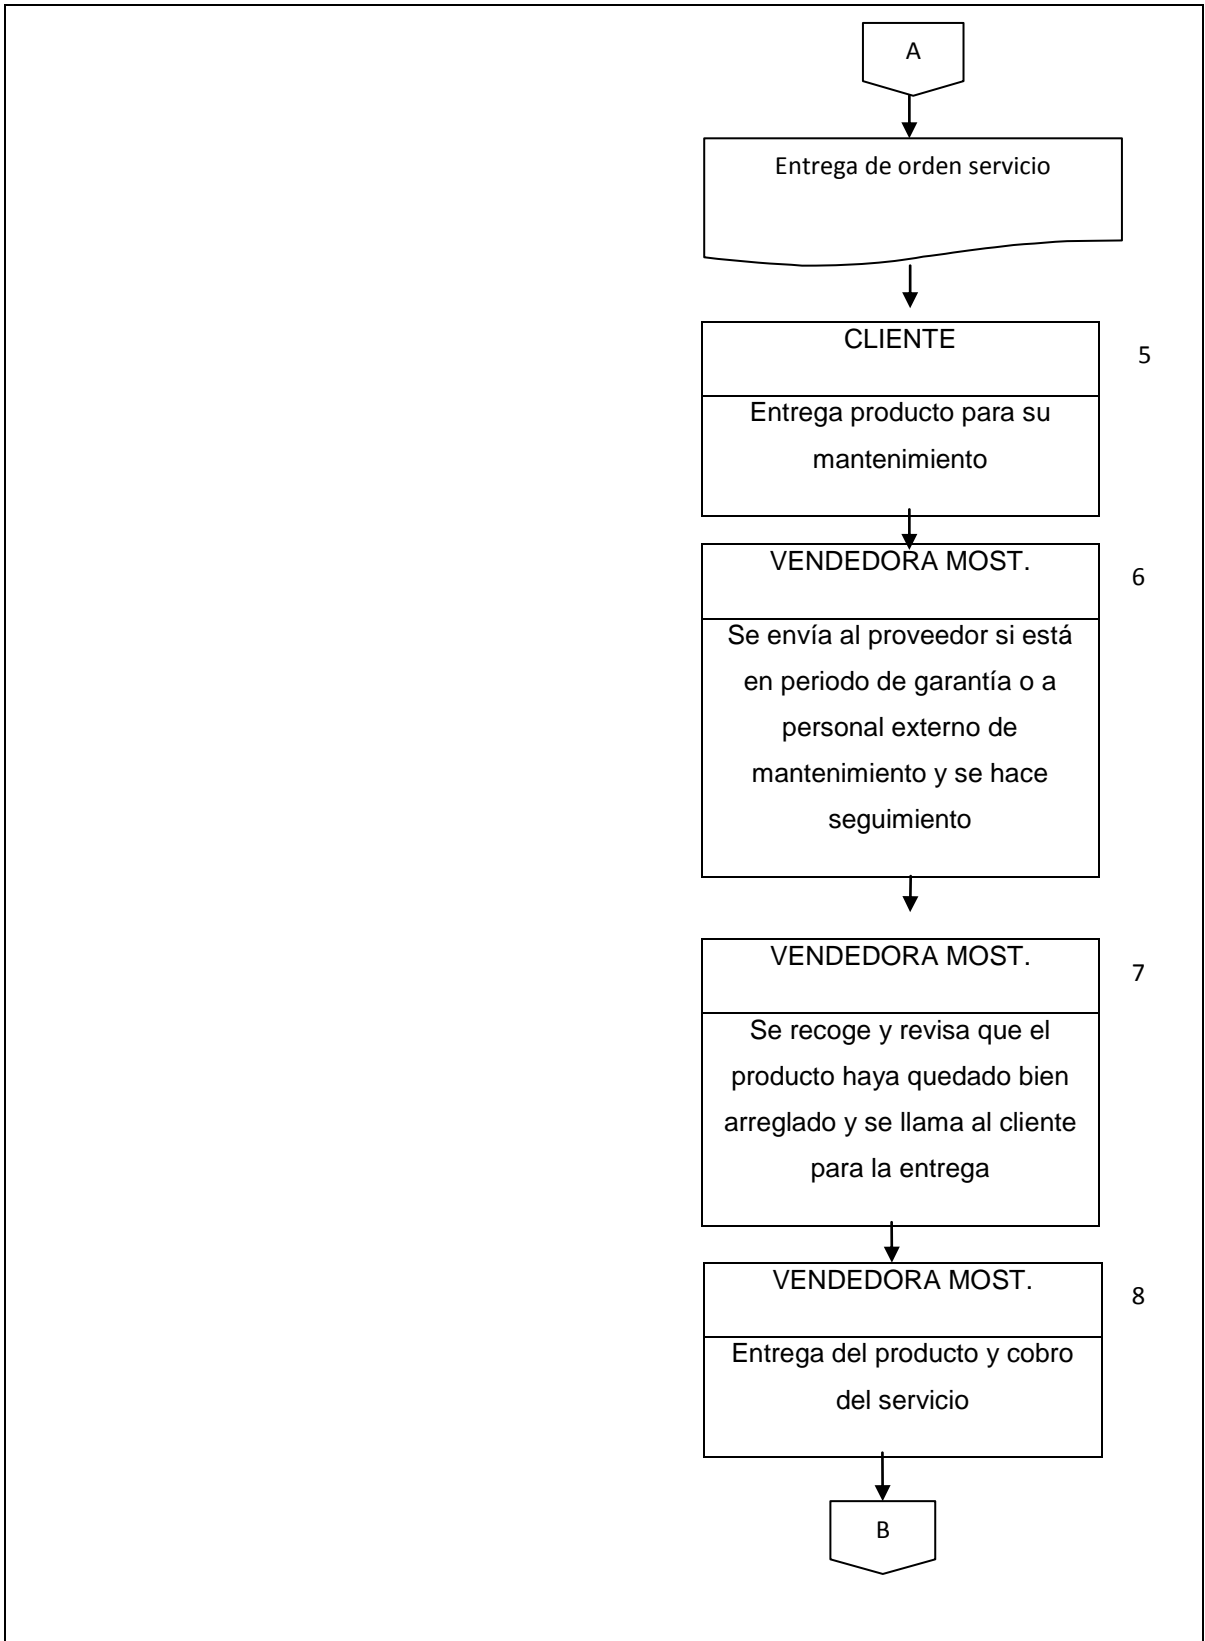 A
Entrega de orden servicio
CLIENTE
5
Entrega producto para su
mantenimiento
VENDEDORA MOST.
6
Se envía al proveedor si está
en periodo de garantía o a
personal externo de
mantenimiento y se hace
seguimiento
VENDEDORA MOST.
7
Se recoge y revisa que el
producto haya quedado bien
arreglado y se llama al cliente
para la entrega
VENDEDORA MOST.
8
Entrega del producto y cobro
del servicio
B